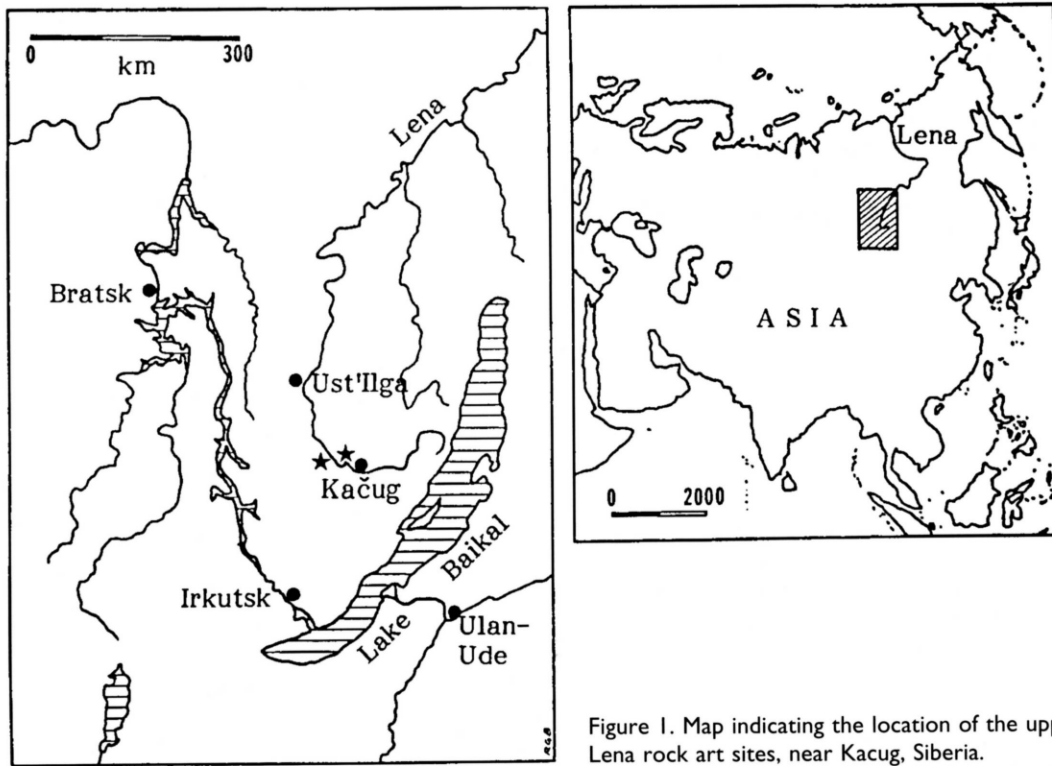 0 300
km
Lena
Bratsk
Ust'Ilga
Kačug
Baikal
Irkutsk
Lake
Ulan-
Ude
RGB
Lena
ASIA
0 2000
Figure 1. Map indicating the location of the upp
Lena rock art sites, near Kacug, Siberia.